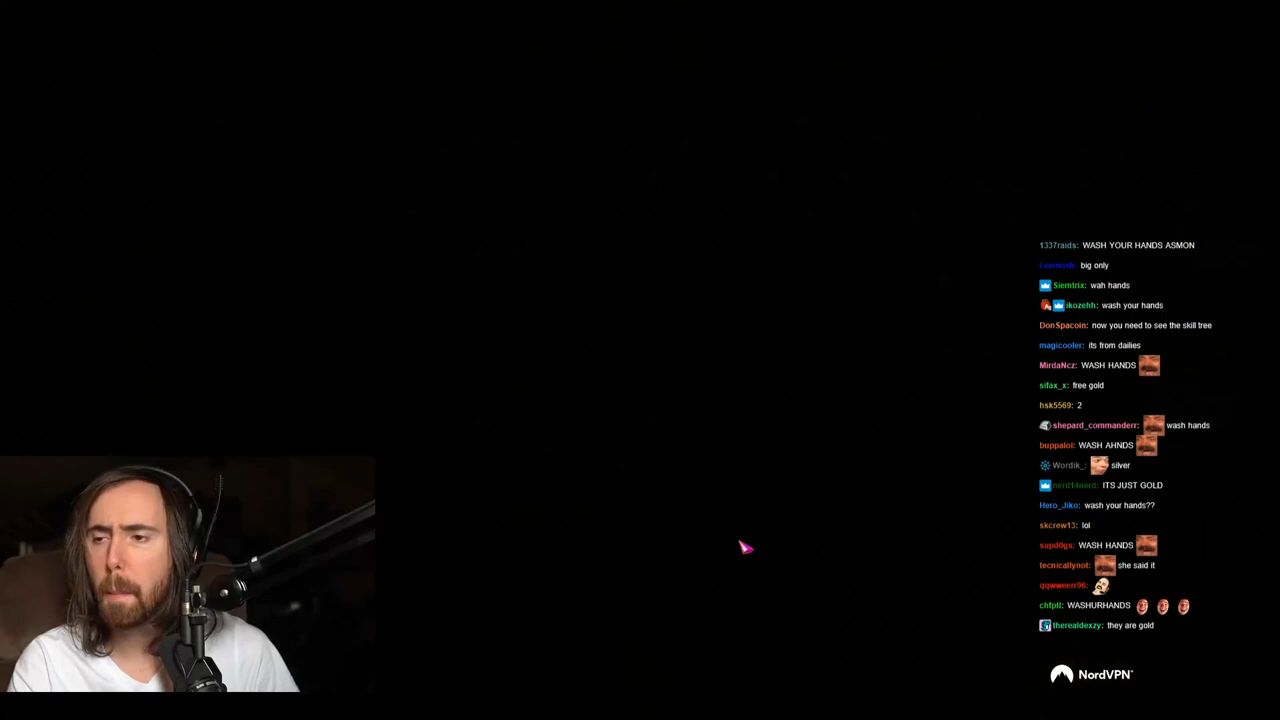 1337raids: WASH YOUR HANDS ASMON
big only
Siemtrix: wah hands
ikozehh: wash your hands
DonSpacoin: now you need to see the skill tree
magicooler: its from dailies
MirdaNcz: WASH HANDS
sifax_x: free gold
hsk5569: 2
shepard_commanderr: wash hands
buppalol: WASH AHNDS
Wordik_: silver
nerd14nerd: ITS JUST GOLD
Hero_Jiko: wash your hands??
skcrew13: lol
supd0gs: WASH HANDS
tecnicallynot: she said it
qqwweerr96:
chfptl: WASHURHANDS
therealdexzy: they are gold
NordVPN